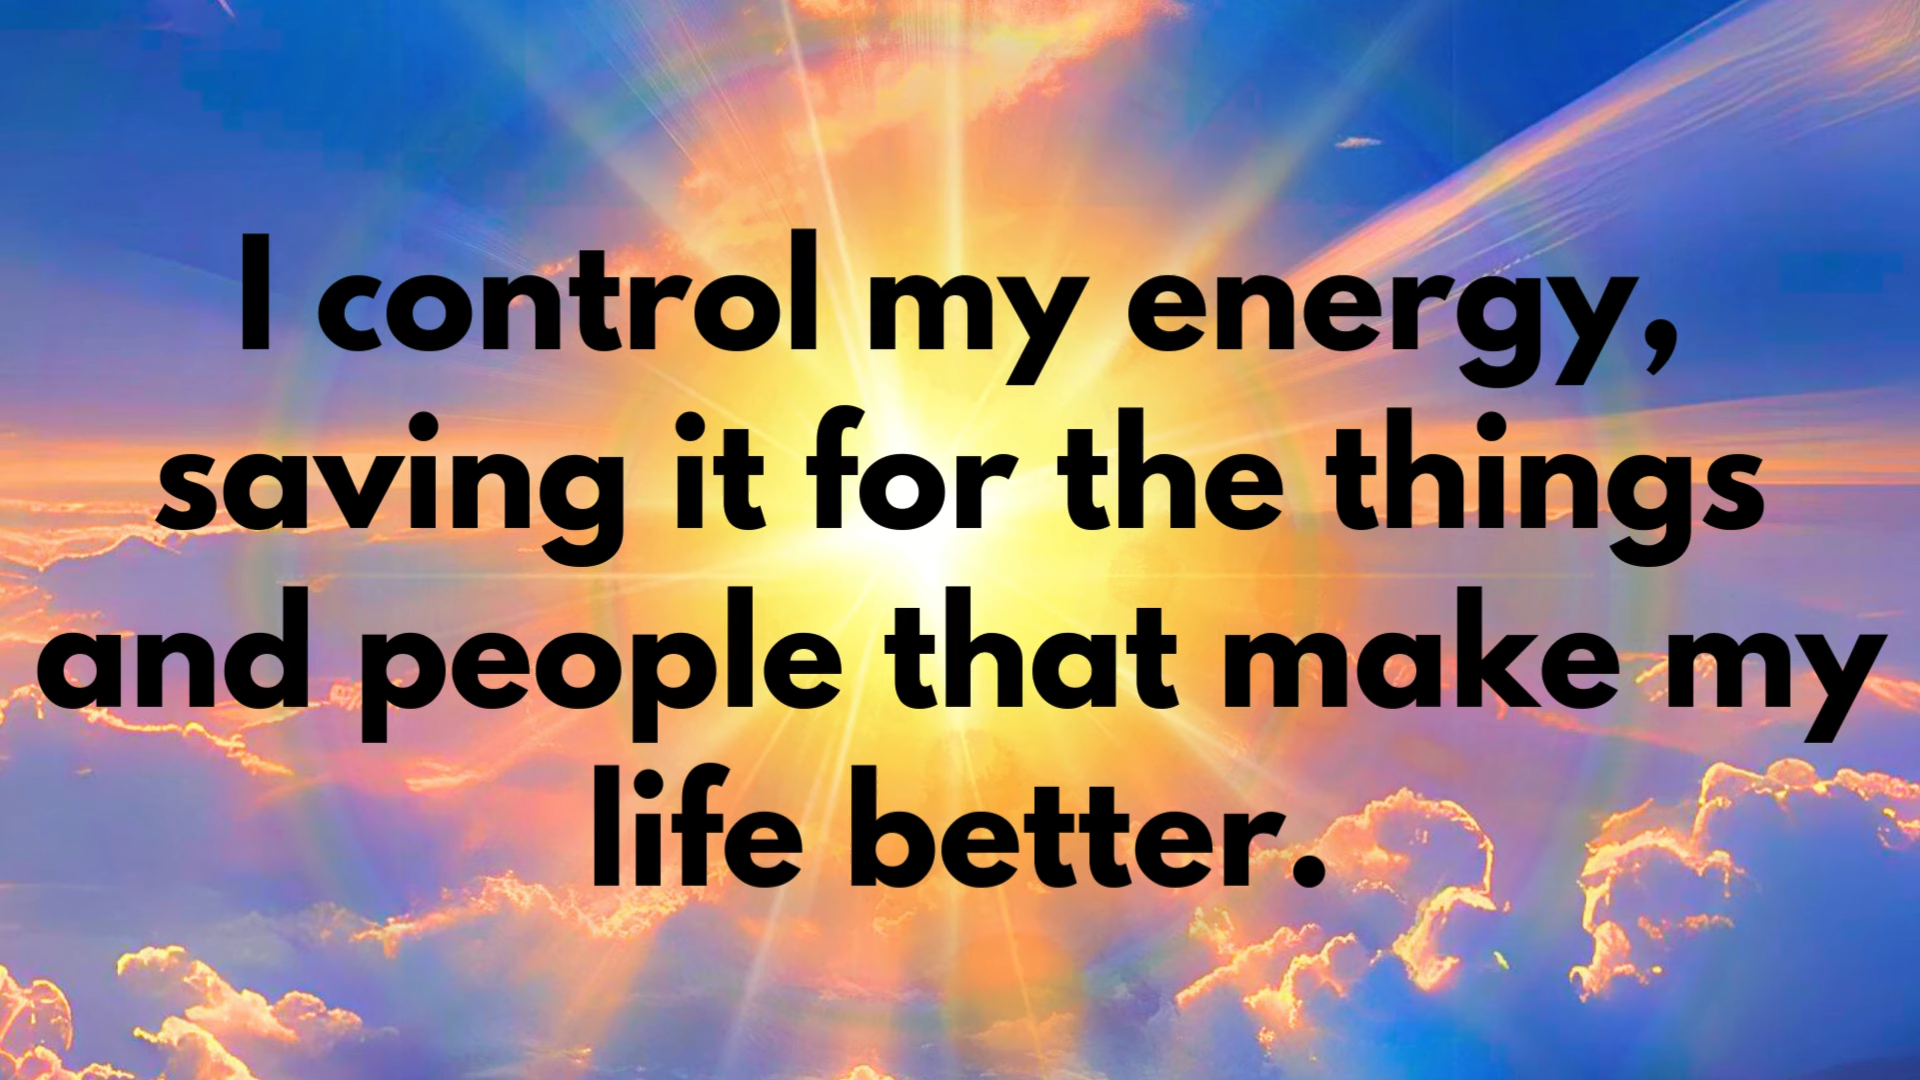 I control my energy,
saving it for the things
and people that make my
life better.